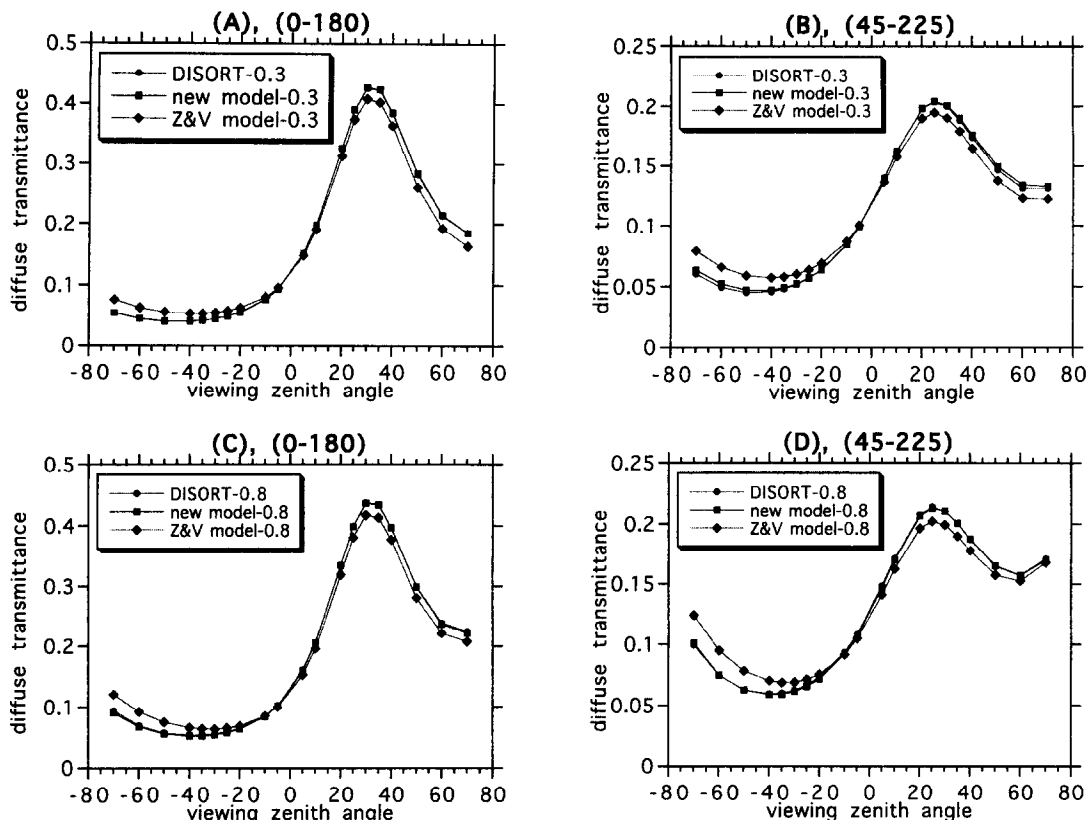 (A), (0-180)
0.5
0.4
0.3
0.2
0.1
0
diffuse transmittance
DISORT-0.3
new model-0.3
Z&V model-0.3
-80 -60 -40 -20 0 20 40 60 80
viewing zenith angle
(B), (45-225)
0.25
0.2
0.15
0.1
0.05
0
diffuse transmittance
DISORT-0.3
new model-0.3
Z&V model-0.3
-80 -60 -40 -20 0 20 40 60 80
viewing zenith angle
(C), (0-180)
0.5
0.4
0.3
0.2
0.1
0
diffuse transmittance
DISORT-0.8
new model-0.8
Z&V model-0.8
-80 -60 -40 -20 0 20 40 60 80
viewing zenith angle
(D), (45-225)
0.25
0.2
0.15
0.1
0.05
0
diffuse transmittance
DISORT-0.8
new model-0.8
Z&V model-0.8
-80 -60 -40 -20 0 20 40 60 80
viewing zenith angle